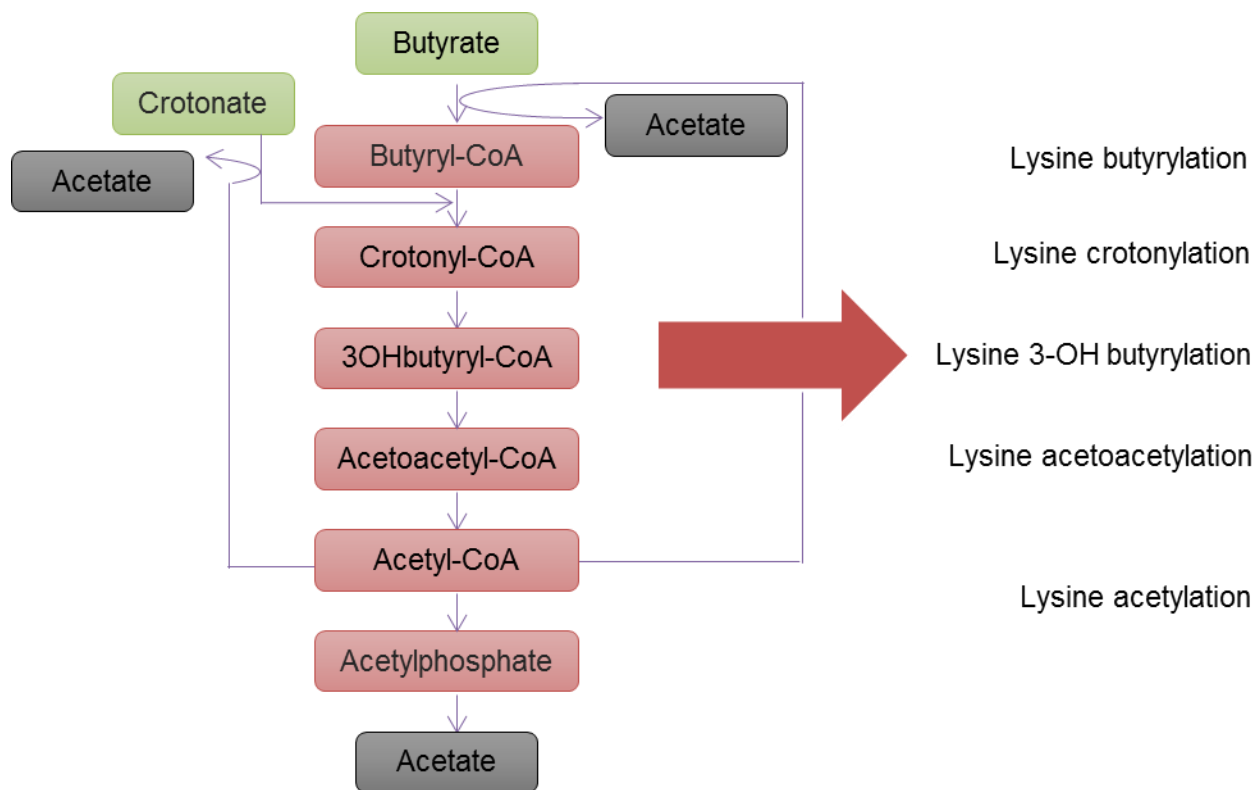 Butyrate
Crotonate
Acetate
Acetate
Butyryl-CoA
Lysine butyrylation
Crotonyl-CoA
Lysine crotonylation
3OHbutyryl-CoA
Lysine 3-OH butyrylation
Acetoacetyl-CoA
Lysine acetoacetylation
Acetyl-CoA
Lysine acetylation
Acetylphosphate
Acetate